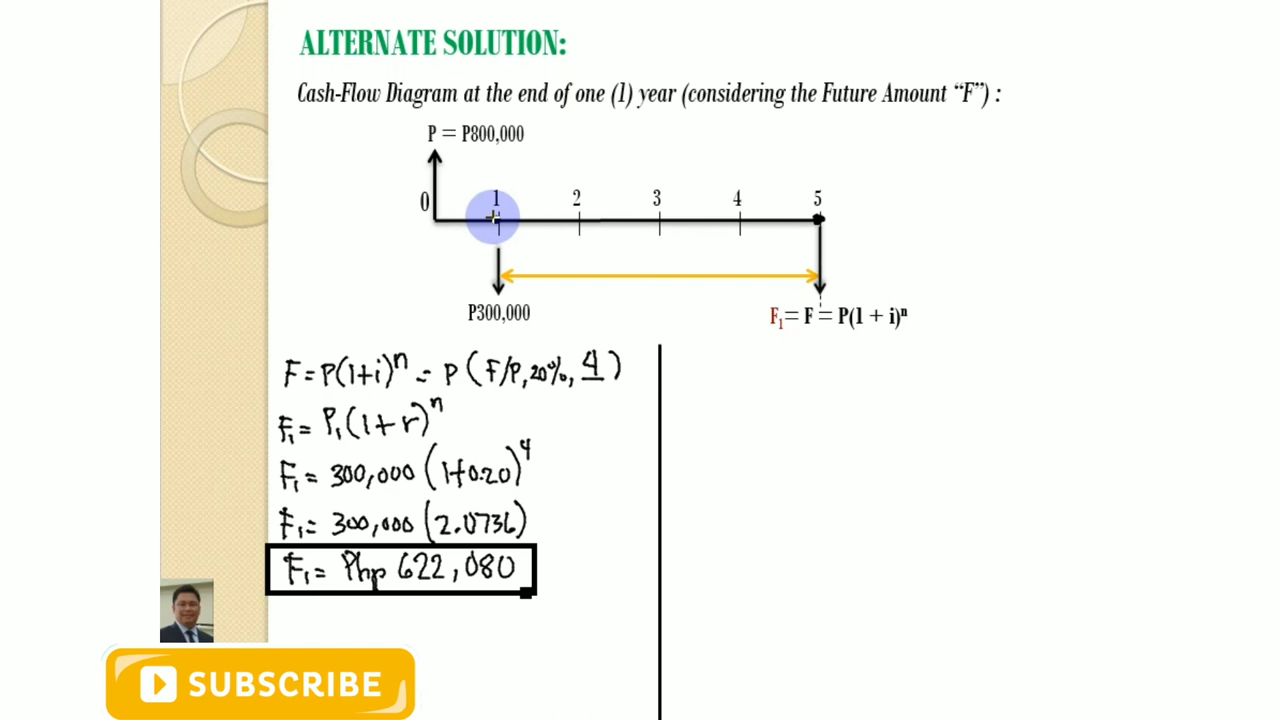 ALTERNATE SOLUTION:
Cash-Flow Diagram at the end of one (1) year (considering the Future Amount “F”) :
P = P800,000
0 1 2 3 4 5
P300,000
F₁= F = P(1 + i)ⁿ
F = P(1+i)ⁿ = P (F/P, 20%, 4)
F₁ = P₁(1+r)ⁿ
F₁ = 300,000 (1+0.20)⁴
F₁ = 300,000 (2.0736)
F₁ = Php 622,080
SUBSCRIBE